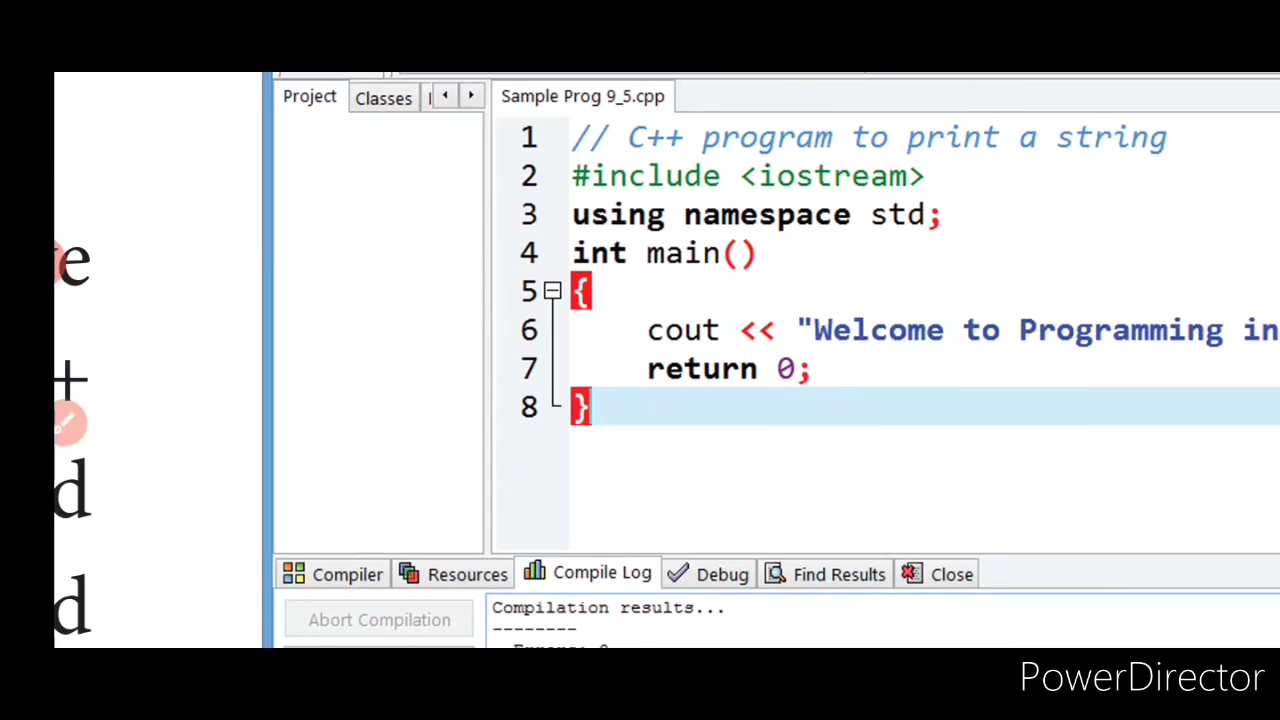 e
+
d
d
Project
Classes
Sample Prog 9_5.cpp
1 // C++ program to print a string
2 #include <iostream>
3 using namespace std;
4 int main()
5 {
6 cout << "Welcome to Programming in
7 return 0;
8 }
Compiler
Resources
Compile Log
Debug
Find Results
Close
Abort Compilation
Compilation results...
--------
PowerDirector